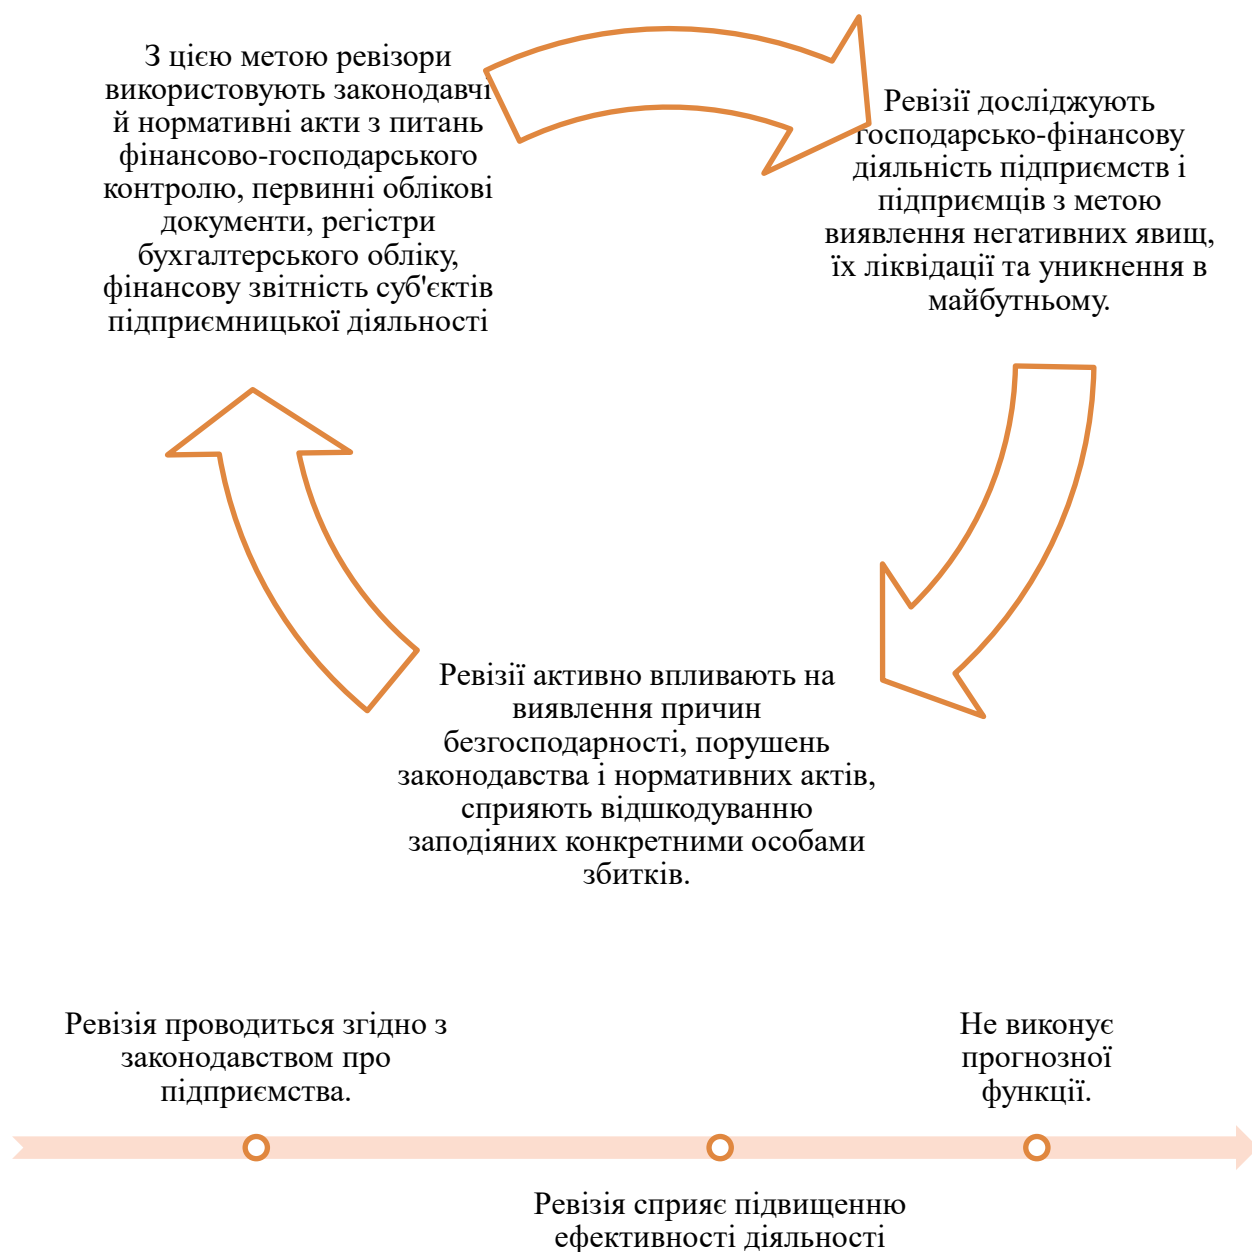 З цією метою ревізори
використовують законодавчі
й нормативні акти з питань
фінансово-господарського
контролю, первинні облікові
документи, регістри
бухгалтерського обліку,
фінансову звітність суб'єктів
підприємницької діяльності
Ревізії досліджують
господарсько-фінансову
діяльність підприємств і
підприємців з метою
виявлення негативних явищ,
їх ліквідації та уникнення в
майбутньому.
Ревізії активно впливають на
виявлення причин
безгосподарності, порушень
законодавства і нормативних актів,
сприяють відшкодуванню
заподіяних конкретними особами
збитків.
Ревізія проводиться згідно з
законодавством про
підприємства.
Не виконує
прогнозної
функції.
Ревізія сприяє підвищенню
ефективності діяльності